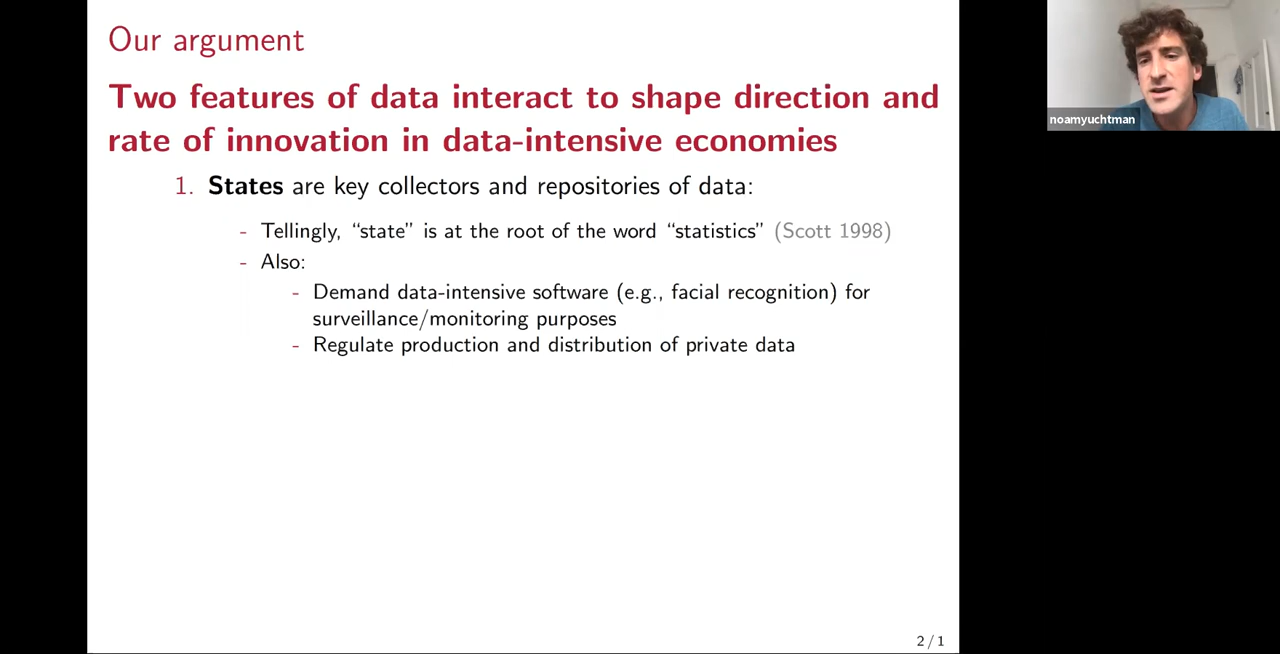 Our argument
Two features of data interact to shape direction and
rate of innovation in data-intensive economies
1. States are key collectors and repositories of data:
- Tellingly, “state” is at the root of the word “statistics” (Scott 1998)
- Also:
- Demand data-intensive software (e.g., facial recognition) for
surveillance/monitoring purposes
- Regulate production and distribution of private data
2 / 1
noamyuchtman